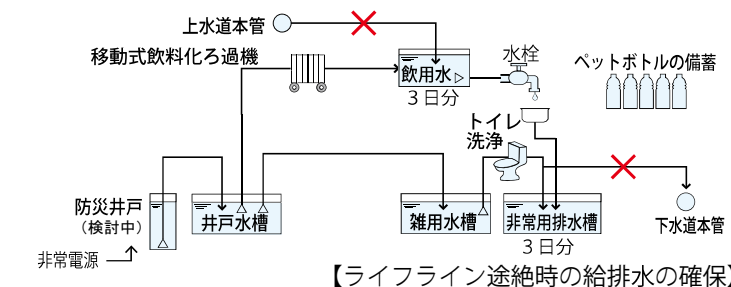 上水道本管
移動式飲料化ろ過機
飲用水
3日分
水栓
ペットボトルの備蓄
トイレ
洗浄
防災井戸
(検討中)
非常電源
井戸水槽
雑用水槽
非常用排水槽
3日分
下水道本管
【ライフライン途絶時の給排水の確保】